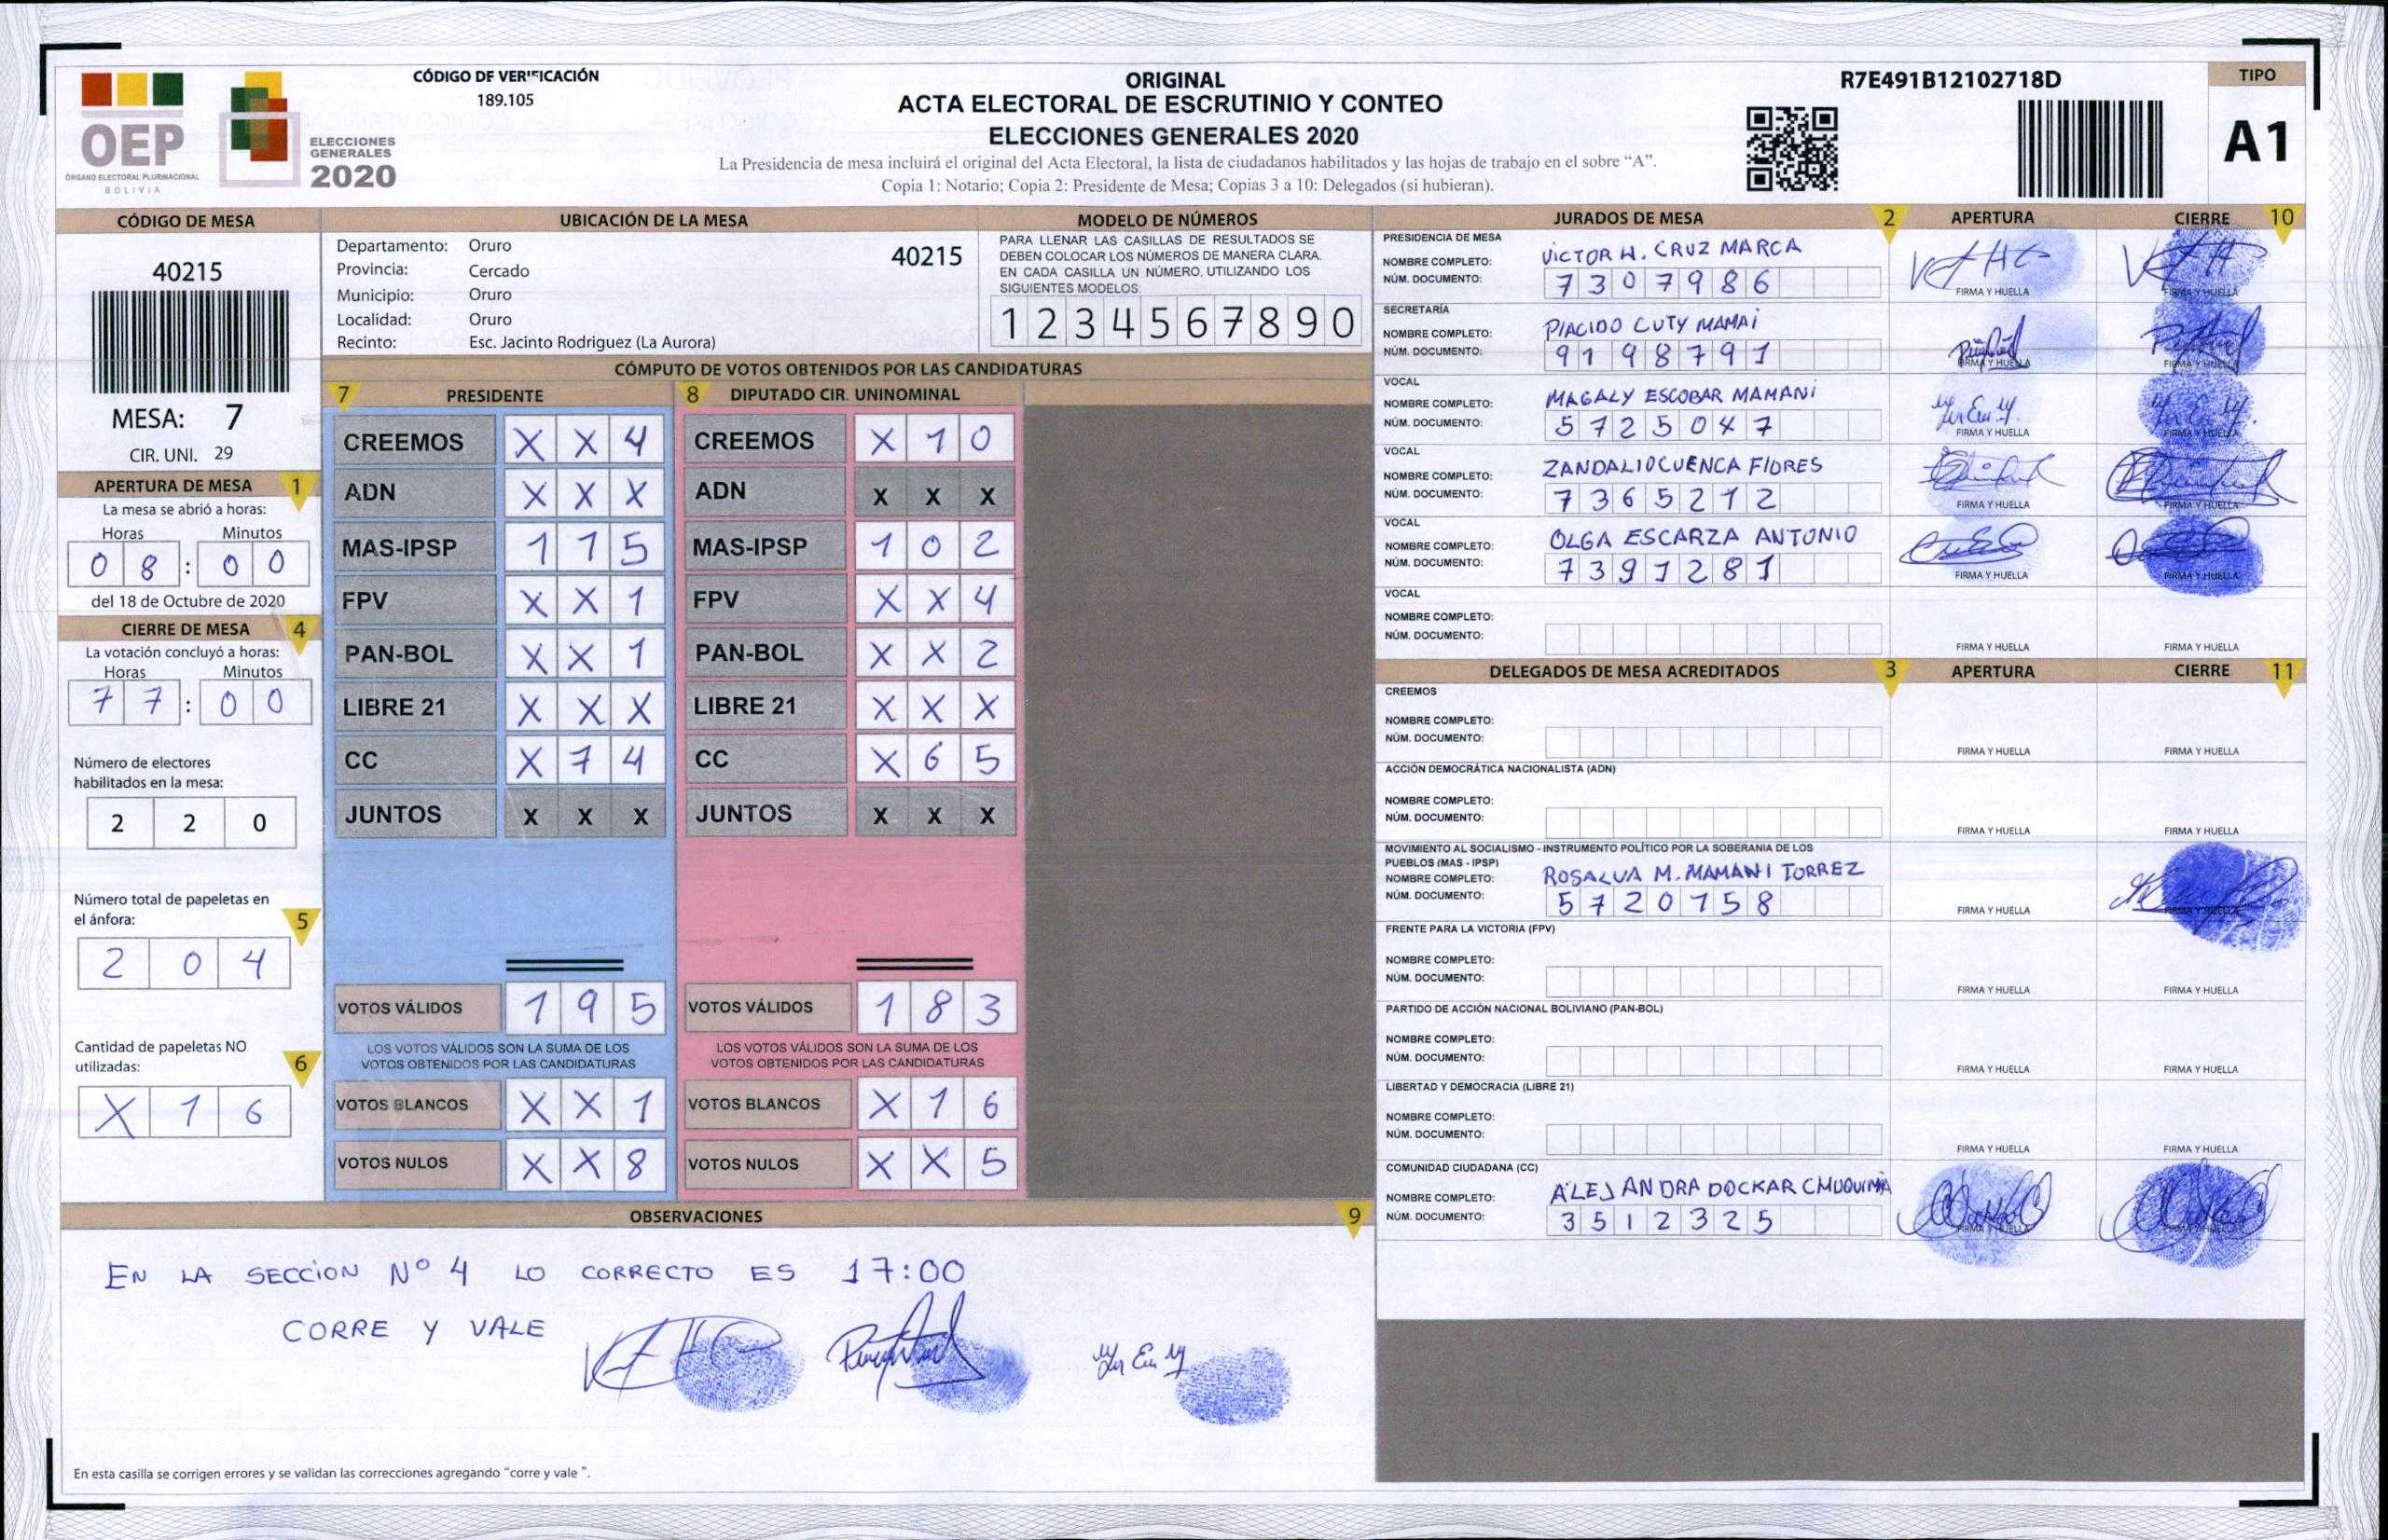 OEP
ÓRGANO ELECTORAL PLURINACIONAL
BOLIVIA
ELECCIONES
GENERALES
2020
CÓDIGO DE VERIFICACIÓN
189.105
ORIGINAL
ACTA ELECTORAL DE ESCRUTINIO Y CONTEO
ELECCIONES GENERALES 2020
La Presidencia de mesa incluirá el original del Acta Electoral, la lista de ciudadanos habilitados y las hojas de trabajo en el sobre “A”.
Copia 1: Notario; Copia 2: Presidente de Mesa; Copias 3 a 10: Delegados (si hubieran).
R7E491B12102718D
TIPO
A1
CÓDIGO DE MESA
40215
MESA: 7
CIR. UNI. 29
APERTURA DE MESA 1
La mesa se abrió a horas:
Horas Minutos
0 8 : 0 0
del 18 de Octubre de 2020
CIERRE DE MESA 4
La votación concluyó a horas:
Horas Minutos
7 7 : 0 0
Número de electores
habilitados en la mesa:
2 2 0
Número total de papeletas en
el ánfora: 5
2 0 4
Cantidad de papeletas NO
utilizadas: 6
X 1 6
UBICACIÓN DE LA MESA
Departamento: Oruro 40215
Provincia: Cercado
Municipio: Oruro
Localidad: Oruro
Recinto: Esc. Jacinto Rodriguez (La Aurora)
MODELO DE NÚMEROS
PARA LLENAR LAS CASILLAS DE RESULTADOS SE
DEBEN COLOCAR LOS NÚMEROS DE MANERA CLARA.
EN CADA CASILLA UN NÚMERO, UTILIZANDO LOS
SIGUIENTES MODELOS:
1 2 3 4 5 6 7 8 9 0
CÓMPUTO DE VOTOS OBTENIDOS POR LAS CANDIDATURAS
7 PRESIDENTE
CREEMOS X X 4
ADN X X X
MAS-IPSP 1 1 5
FPV X X 1
PAN-BOL X X 1
LIBRE 21 X X X
CC X 7 4
JUNTOS X X X
VOTOS VÁLIDOS 1 9 5
LOS VOTOS VÁLIDOS SON LA SUMA DE LOS
VOTOS OBTENIDOS POR LAS CANDIDATURAS
VOTOS BLANCOS X X 1
VOTOS NULOS X X 8
8 DIPUTADO CIR. UNINOMINAL
CREEMOS X 1 0
ADN X X X
MAS-IPSP 1 0 2
FPV X X 4
PAN-BOL X X 2
LIBRE 21 X X X
CC X 6 5
JUNTOS X X X
VOTOS VÁLIDOS 1 8 3
LOS VOTOS VÁLIDOS SON LA SUMA DE LOS
VOTOS OBTENIDOS POR LAS CANDIDATURAS
VOTOS BLANCOS X 1 6
VOTOS NULOS X X 5
OBSERVACIONES 9
EN LA SECCION Nº 4 LO CORRECTO ES 17:00
CORRE Y VALE
En esta casilla se corrigen errores y se validan las correcciones agregando “corre y vale ”.
JURADOS DE MESA 2 APERTURA CIERRE 10
PRESIDENCIA DE MESA
NOMBRE COMPLETO: VICTOR H. CRUZ MARCA
NÚM. DOCUMENTO: 7 3 0 7 9 8 6
FIRMA Y HUELLA FIRMA Y HUELLA
SECRETARÍA
NOMBRE COMPLETO: PLACIDO CUTY MAMAI
NÚM. DOCUMENTO: 9 1 9 8 7 9 1
FIRMA Y HUELLA FIRMA Y HUELLA
VOCAL
NOMBRE COMPLETO: MAGALY ESCOBAR MAMANI
NÚM. DOCUMENTO: 5 7 2 5 0 4 7
FIRMA Y HUELLA FIRMA Y HUELLA
VOCAL
NOMBRE COMPLETO: ZANDALIO CUENCA FLORES
NÚM. DOCUMENTO: 7 3 6 5 2 1 2
FIRMA Y HUELLA FIRMA Y HUELLA
VOCAL
NOMBRE COMPLETO: OLGA ESCARZA ANTONIO
NÚM. DOCUMENTO: 7 3 9 1 2 8 1
FIRMA Y HUELLA FIRMA Y HUELLA
VOCAL
NOMBRE COMPLETO:
NÚM. DOCUMENTO:
FIRMA Y HUELLA FIRMA Y HUELLA
DELEGADOS DE MESA ACREDITADOS 3 APERTURA CIERRE 11
CREEMOS
NOMBRE COMPLETO:
NÚM. DOCUMENTO:
FIRMA Y HUELLA FIRMA Y HUELLA
ACCIÓN DEMOCRÁTICA NACIONALISTA (ADN)
NOMBRE COMPLETO:
NÚM. DOCUMENTO:
FIRMA Y HUELLA FIRMA Y HUELLA
MOVIMIENTO AL SOCIALISMO - INSTRUMENTO POLÍTICO POR LA SOBERANIA DE LOS
PUEBLOS (MAS - IPSP)
NOMBRE COMPLETO: ROSALVA M. MAMANI TORREZ
NÚM. DOCUMENTO: 5 7 2 0 1 5 8
FIRMA Y HUELLA FIRMA Y HUELLA
FRENTE PARA LA VICTORIA (FPV)
NOMBRE COMPLETO:
NÚM. DOCUMENTO:
FIRMA Y HUELLA FIRMA Y HUELLA
PARTIDO DE ACCIÓN NACIONAL BOLIVIANO (PAN-BOL)
NOMBRE COMPLETO:
NÚM. DOCUMENTO:
FIRMA Y HUELLA FIRMA Y HUELLA
LIBERTAD Y DEMOCRACIA (LIBRE 21)
NOMBRE COMPLETO:
NÚM. DOCUMENTO:
FIRMA Y HUELLA FIRMA Y HUELLA
COMUNIDAD CIUDADANA (CC)
NOMBRE COMPLETO: ALEJANDRA DOCKAR CHUQUIMIA
NÚM. DOCUMENTO: 3 5 1 2 3 2 5
FIRMA Y HUELLA FIRMA Y HUELLA